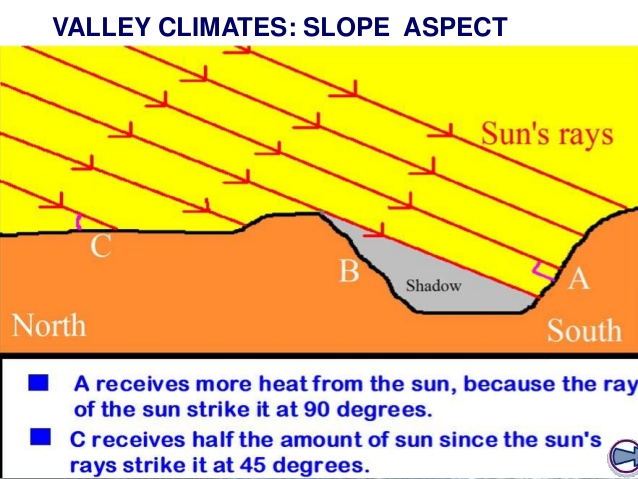 VALLEY CLIMATES: SLOPE ASPECT
Sun's rays
C
B
Shadow
A
North
South
A receives more heat from the sun, because the ray
of the sun strike it at 90 degrees.
C receives half the amount of sun since the sun's
rays strike it at 45 degrees.